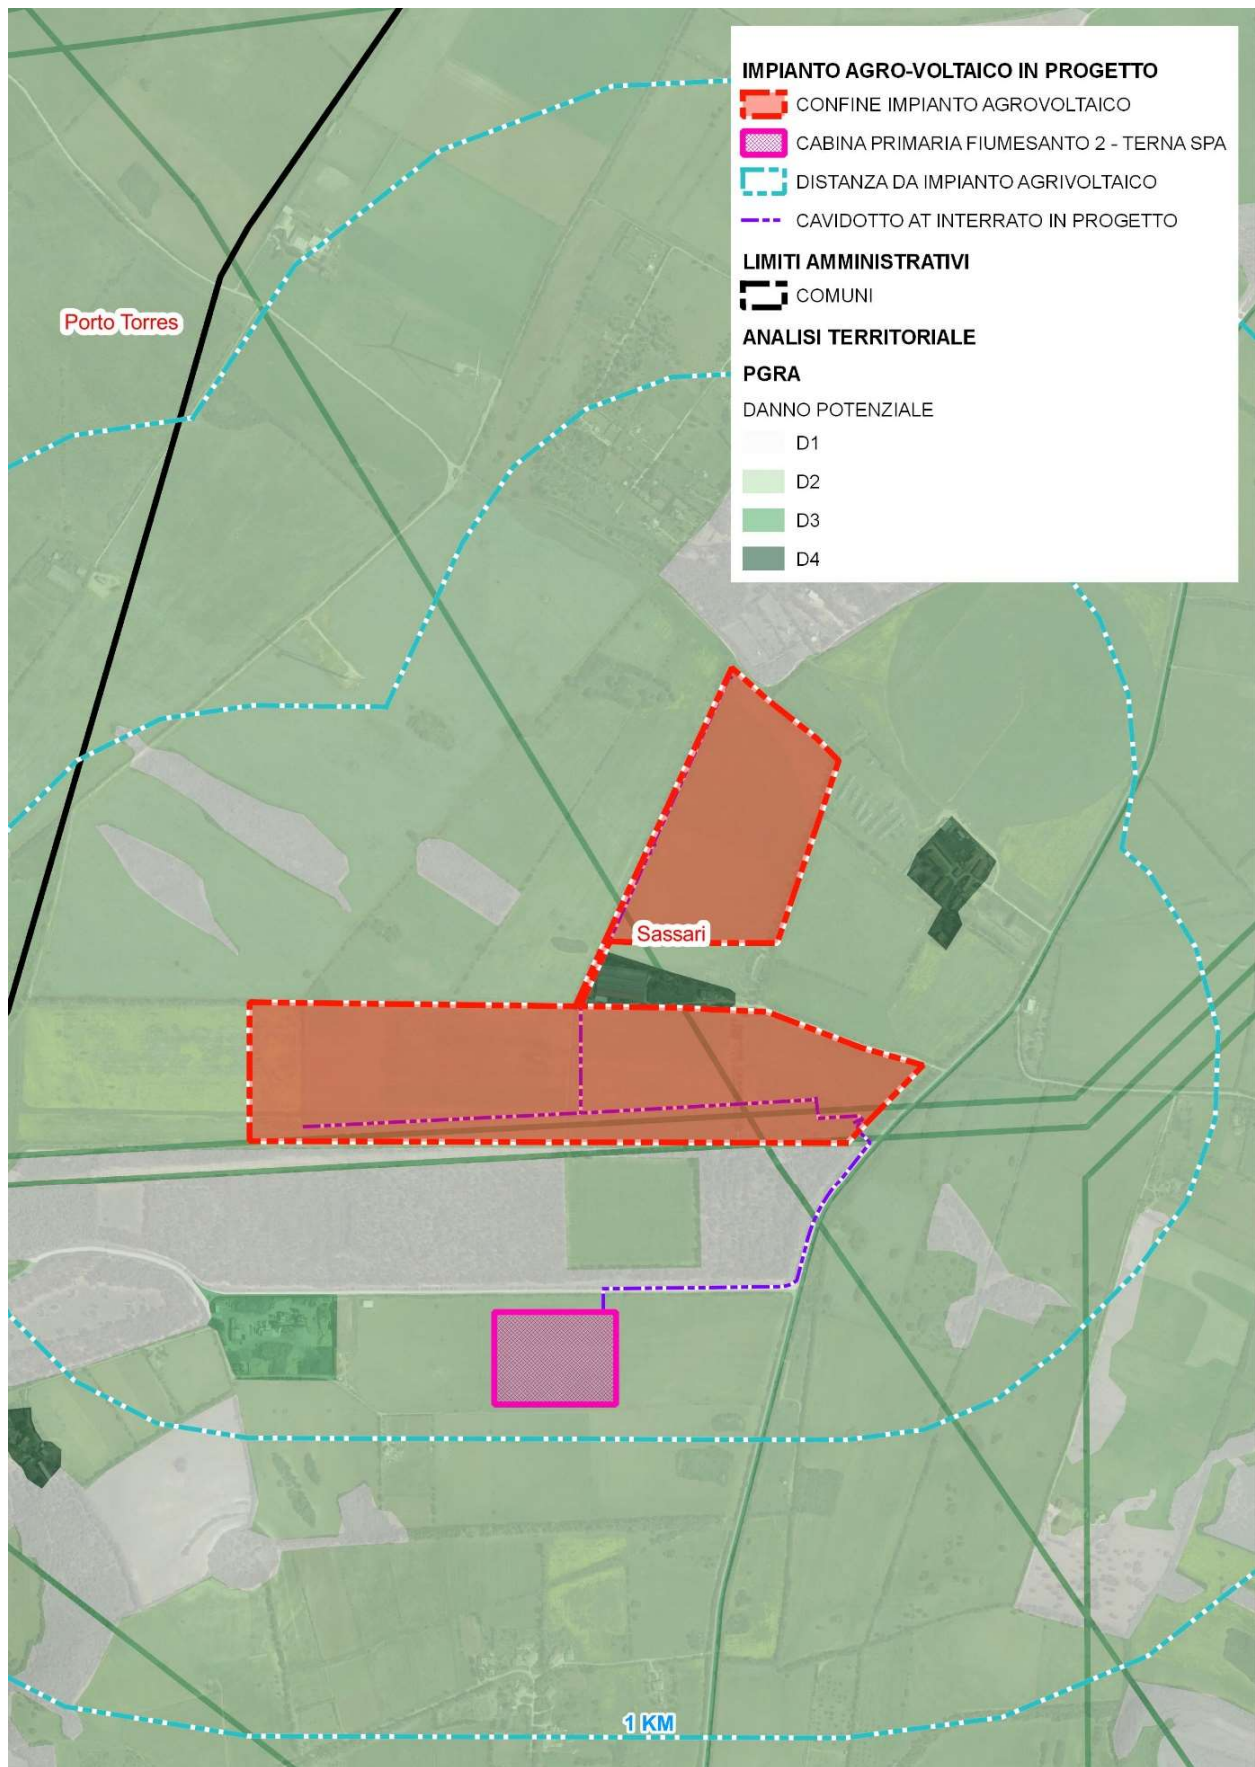 IMPIANTO AGRO-VOLTAICO IN PROGETTO
CONFINE IMPIANTO AGROVOLTAICO
CABINA PRIMARIA FIUMESANTO 2 - TERNA SPA
DISTANZA DA IMPIANTO AGRIVOLTAICO
CAVIDOTTO AT INTERRATO IN PROGETTO
LIMITI AMMINISTRATIVI
COMUNI
ANALISI TERRITORIALE
PGRA
DANNO POTENZIALE
D1
D2
D3
D4
Porto Torres
Sassari
1 KM